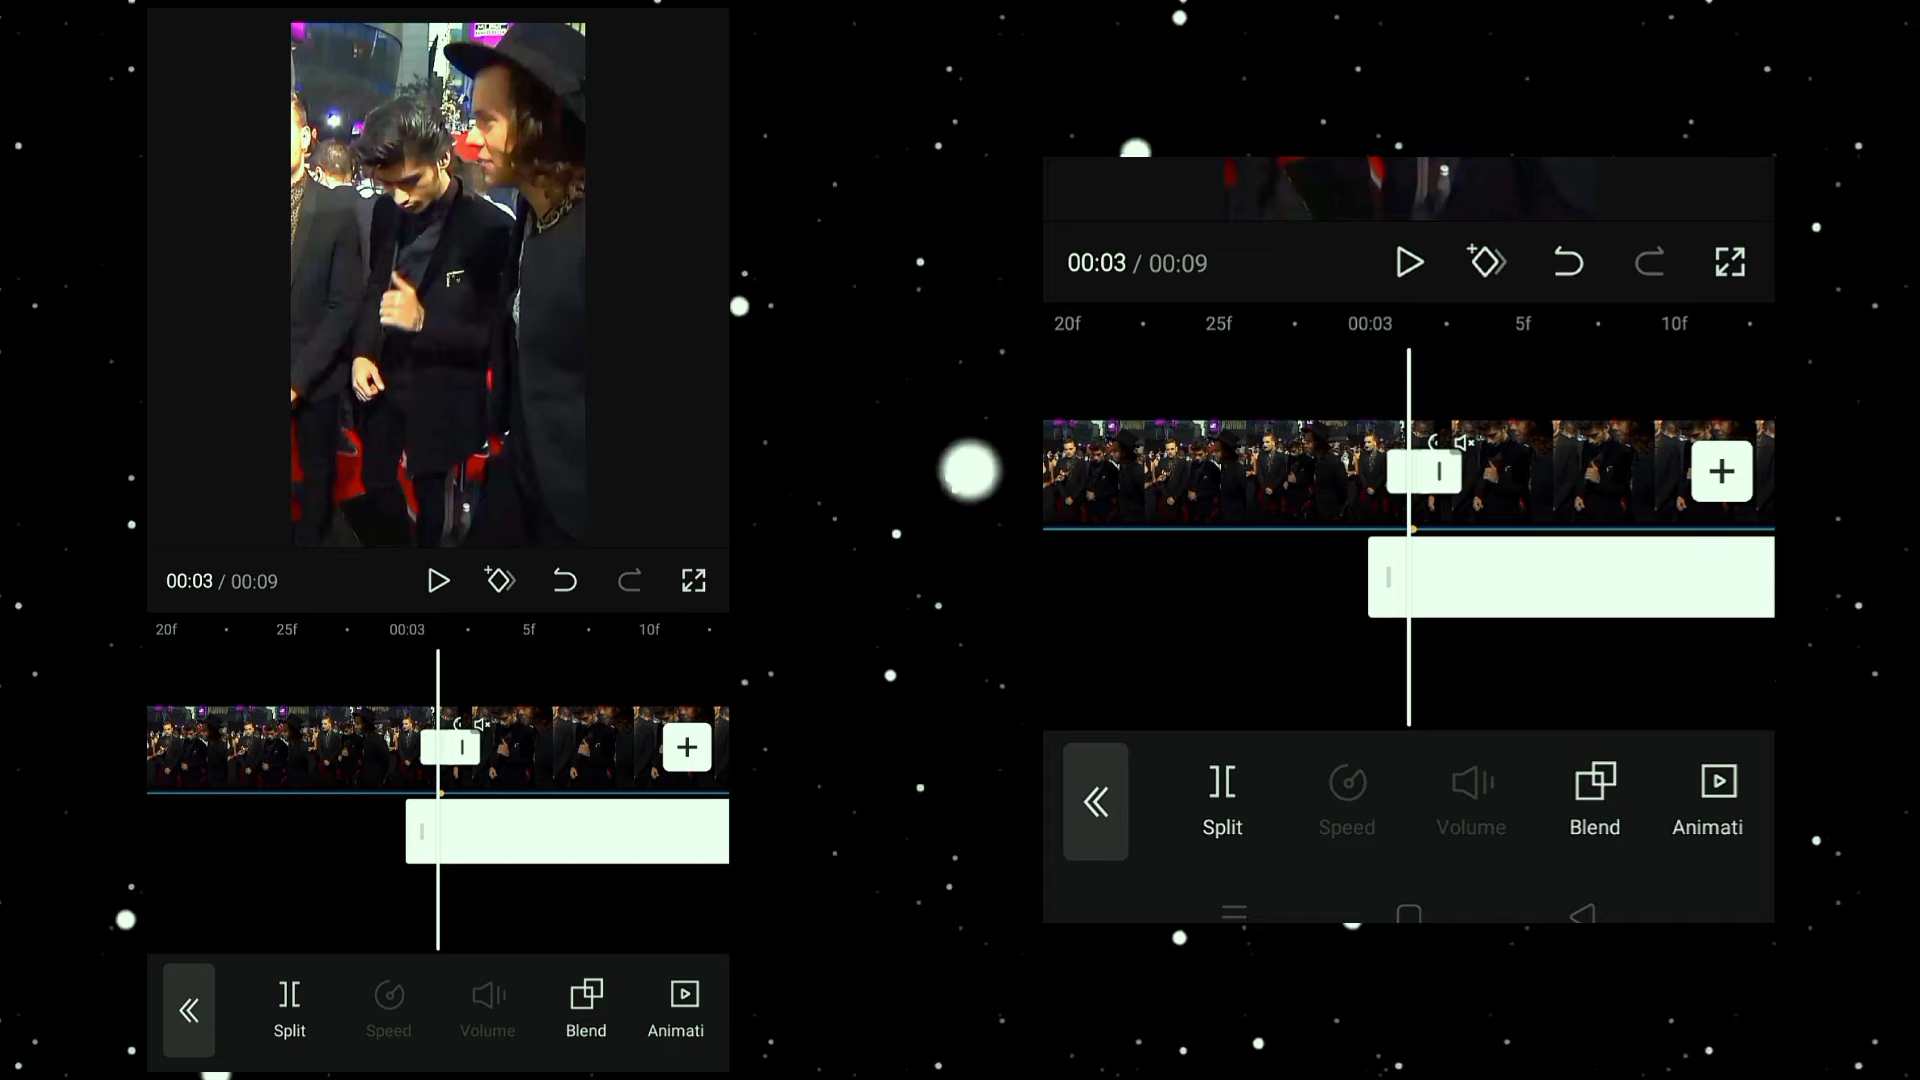 MUSIC
00:03 / 00:09
20f 25f 00:03 5f 10f
Split Speed Volume Blend Animati
00:03 / 00:09
20f 25f 00:03 5f 10f
Split Speed Volume Blend Animati